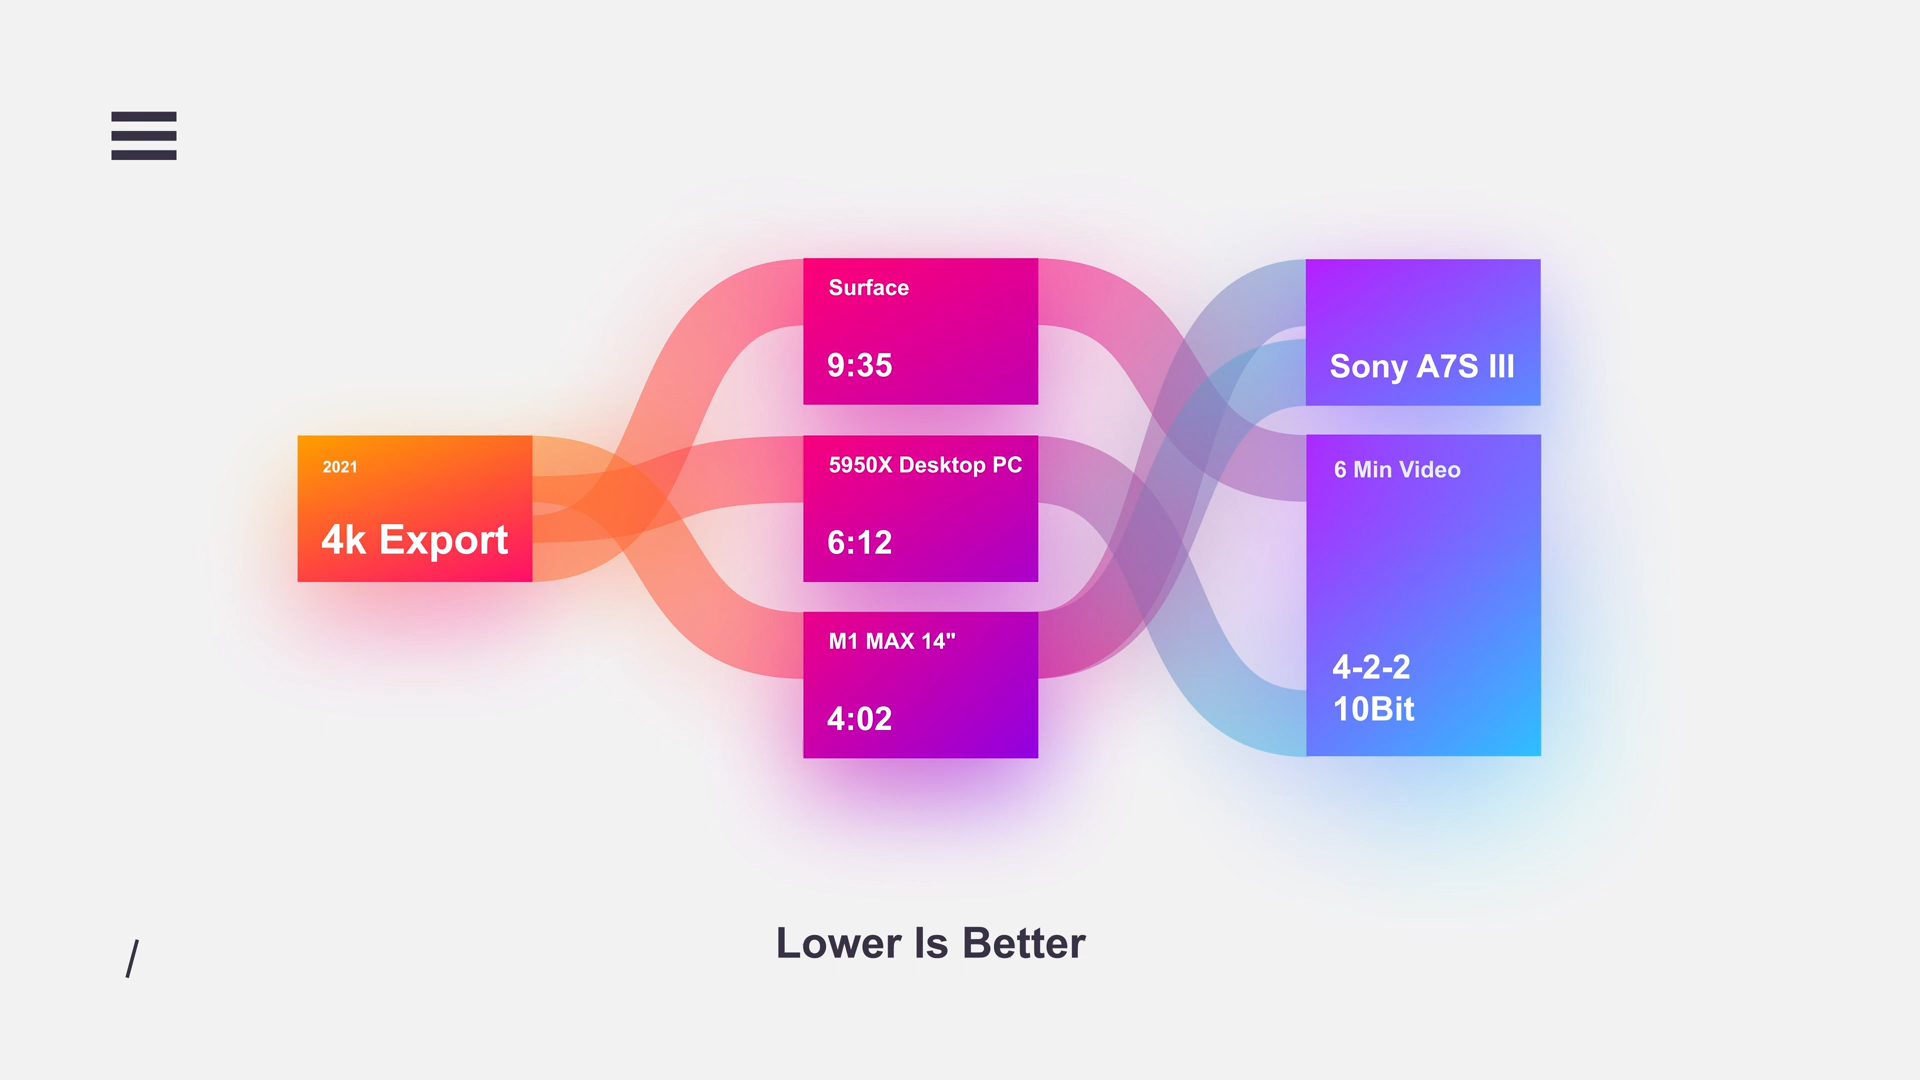 2021
4k Export
Surface
9:35
5950X Desktop PC
6:12
M1 MAX 14"
4:02
Sony A7S III
6 Min Video
4-2-2
10Bit
/
Lower Is Better